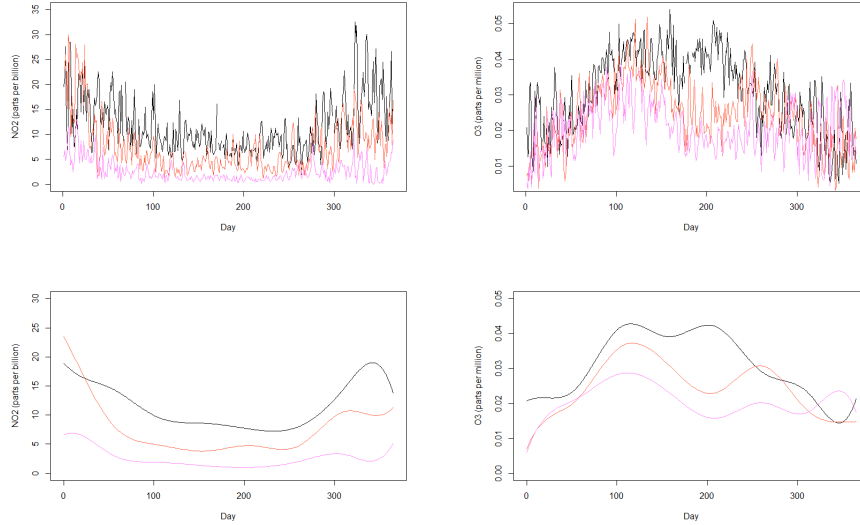 NO2 (parts per billion)
0 5 10 15 20 25 30 35
0 100 200 300
Day
O3 (parts per million)
0.01 0.02 0.03 0.04 0.05
0 100 200 300
Day
NO2 (parts per billion)
0 5 10 15 20 25 30
0 100 200 300
Day
O3 (parts per million)
0.00 0.01 0.02 0.03 0.04 0.05
0 100 200 300
Day